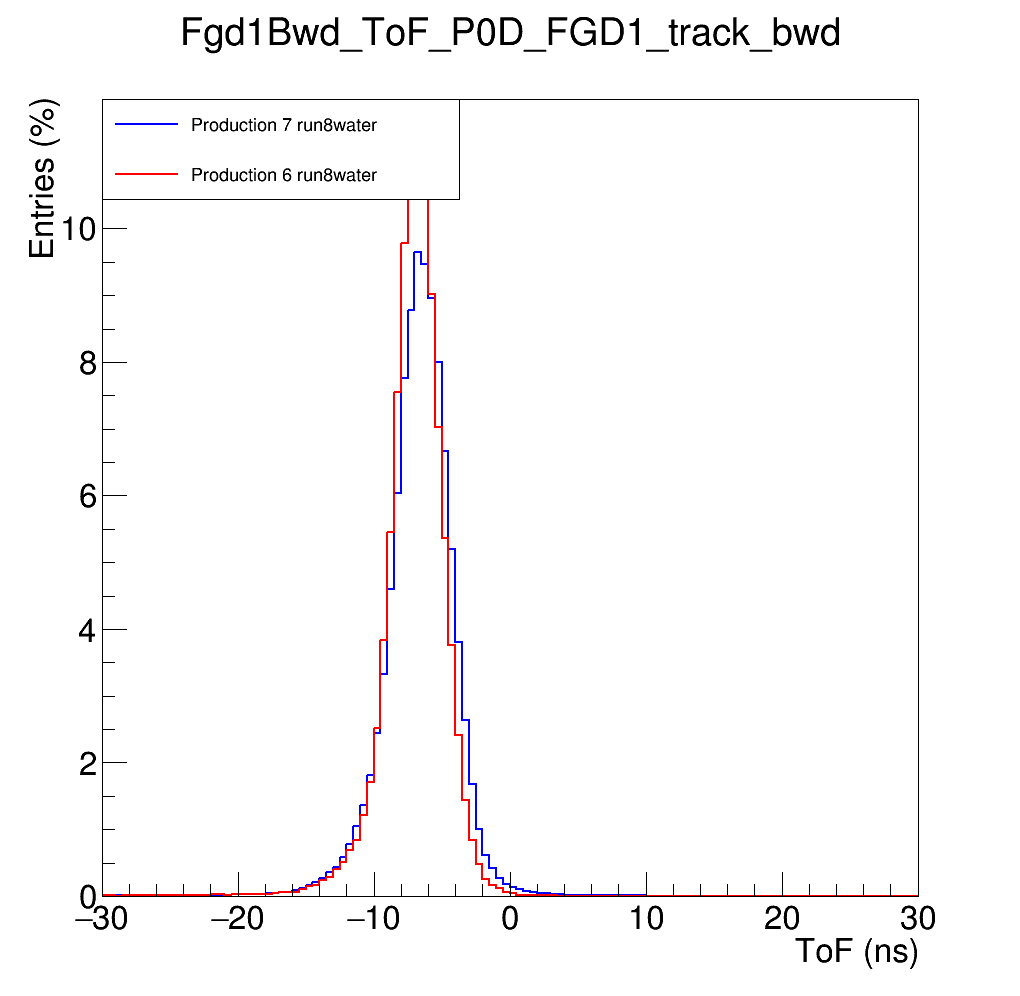 Fgd1Bwd_ToF_P0D_FGD1_track_bwd
Entries (%)
Production 7 run8water
Production 6 run8water
10
8
6
4
2
0
−30 −20 −10 0 10 20 30
ToF (ns)